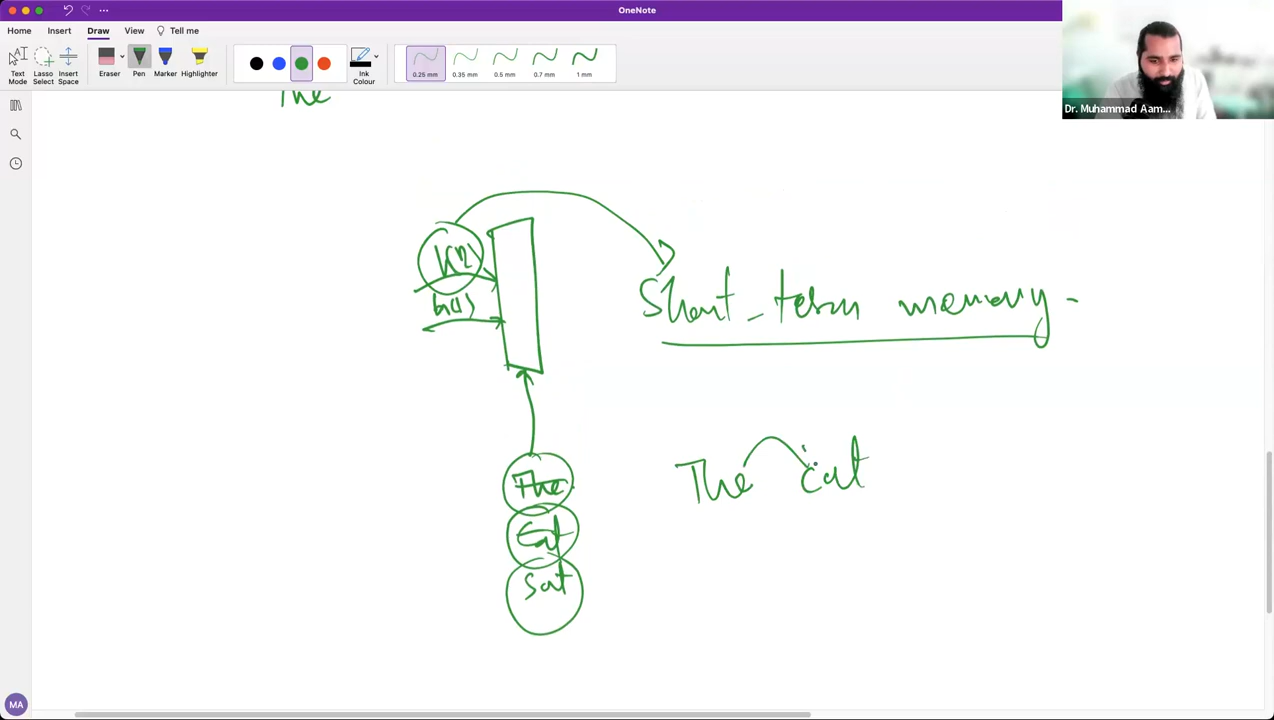 OneNote
Home Insert Draw View Tell me
Text Mode
Lasso Select
Insert Space
Eraser
Pen
Marker
Highlighter
Ink Colour
0.25 mm
0.35 mm
0.5 mm
0.7 mm
1 mm
Dr. Muhammad Aam...
The
h(2)
h(1)
Short-term memory-
The
The cat
Cat
Sat
MA